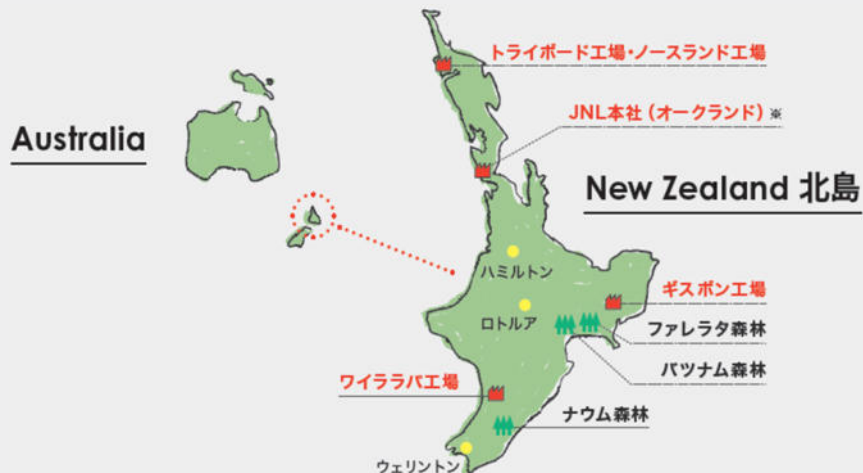 トライボード工場・ノースランド工場
JNL本社（オークランド）※
Australia
New Zealand 北島
ハミルトン
ギスボン工場
ロトルア
ファレラタ森林
パツナム森林
ワイララパ工場
ナウム森林
ウェリントン